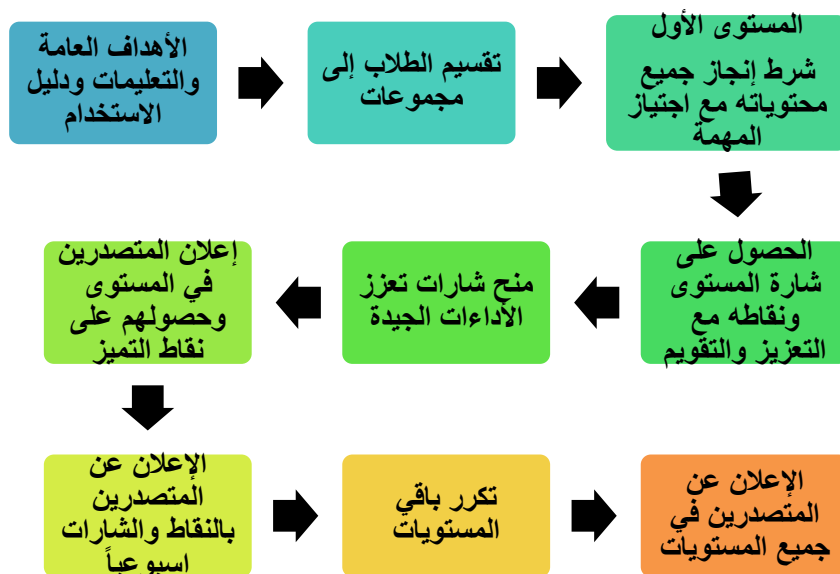 الأهداف العامة
والتعليمات ودليل
الاستخدام
تقسيم الطلاب إلى
مجموعات
المستوى الأول
شرط إنجاز جميع
محتوياته مع اجتياز
المهمة
الحصول على
شارة المستوى
ونقاطه مع
التعزيز والتقويم
منح شارات تعزز
الأداءات الجيدة
إعلان المتصدرين
في المستوى
وحصولهم على
نقاط التميز
الإعلان عن
المتصدرين
بالنقاط والشارات
اسبوعياً
تكرر باقي
المستويات
الإعلان عن
المتصدرين في
جميع المستويات